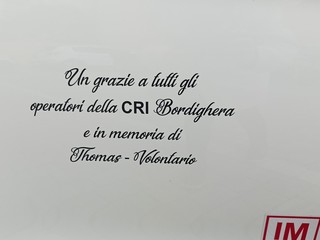 Un grazie a tutti gli
operatori della CRI Bordighera
e in memoria di
Thomas - Volontario
IM